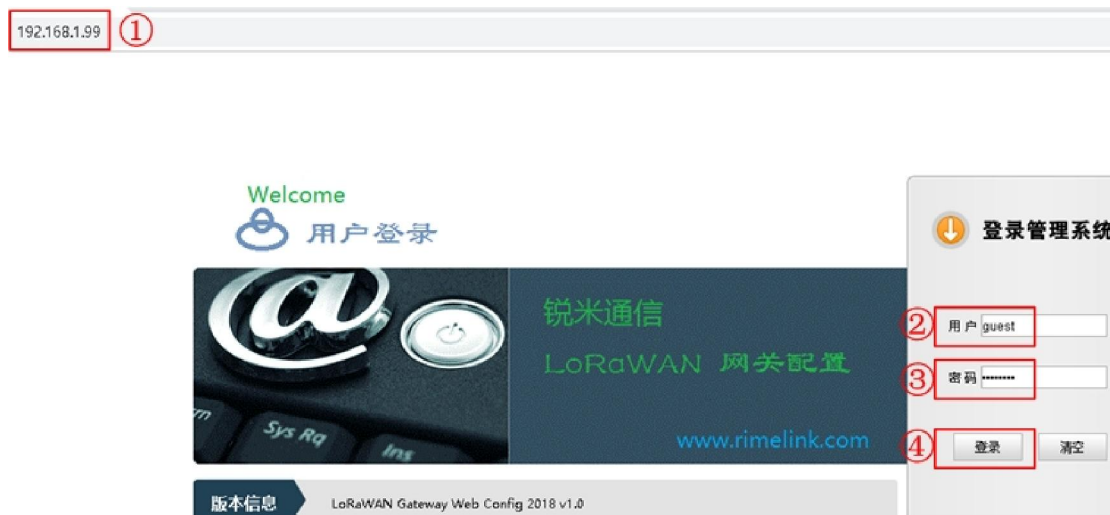 192.168.1.99 ①
Welcome
用户登录
登录管理系统
锐米通信
LoRaWAN 网关配置
www.rimelink.com
Sys Rq
Ins
② 用户 guest
③ 密码 ••••••••
④ 登录 清空
版本信息 LoRaWAN Gateway Web Config 2018 v1.0